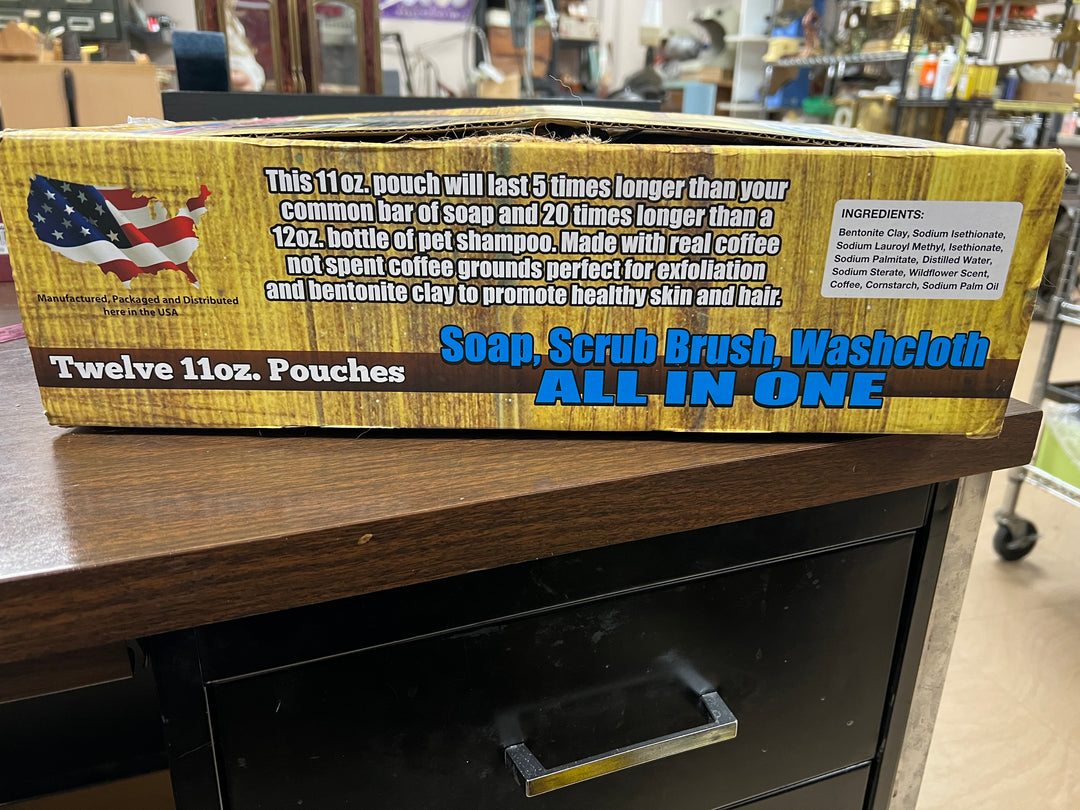 This 11 oz. pouch will last 5 times longer than your
common bar of soap and 20 times longer than a
12oz. bottle of pet shampoo. Made with real coffee
not spent coffee grounds perfect for exfoliation
and bentonite clay to promote healthy skin and hair.
Manufactured, Packaged and Distributed
here in the USA
INGREDIENTS:
Bentonite Clay, Sodium Isethionate,
Sodium Lauroyl Methyl, Isethionate,
Sodium Palmitate, Distilled Water,
Sodium Sterate, Wildflower Scent,
Coffee, Cornstarch, Sodium Palm Oil
Twelve 11oz. Pouches
Soap, Scrub Brush, Washcloth
ALL IN ONE